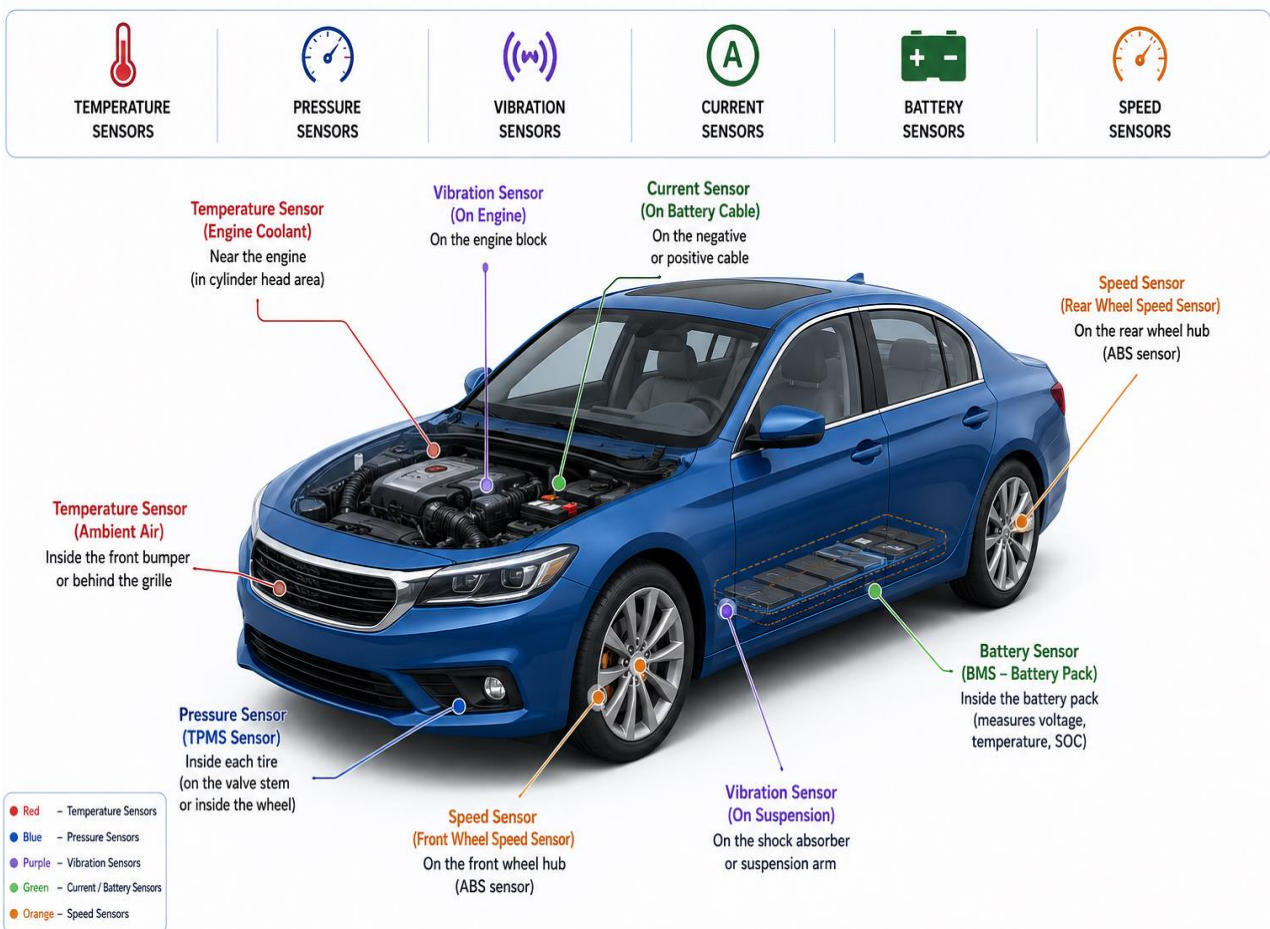 TEMPERATURE
SENSORS
PRESSURE
SENSORS
VIBRATION
SENSORS
A
CURRENT
SENSORS
+ -
BATTERY
SENSORS
SPEED
SENSORS
Temperature Sensor
(Engine Coolant)
Near the engine
(in cylinder head area)
Vibration Sensor
(On Engine)
On the engine block
Current Sensor
(On Battery Cable)
On the negative
or positive cable
Speed Sensor
(Rear Wheel Speed Sensor)
On the rear wheel hub
(ABS sensor)
Temperature Sensor
(Ambient Air)
Inside the front bumper
or behind the grille
Battery Sensor
(BMS – Battery Pack)
Inside the battery pack
(measures voltage,
temperature, SOC)
Pressure Sensor
(TPMS Sensor)
Inside each tire
(on the valve stem
or inside the wheel)
Speed Sensor
(Front Wheel Speed Sensor)
On the front wheel hub
(ABS sensor)
Vibration Sensor
(On Suspension)
On the shock absorber
or suspension arm
Red – Temperature Sensors
Blue – Pressure Sensors
Purple – Vibration Sensors
Green – Current / Battery Sensors
Orange – Speed Sensors